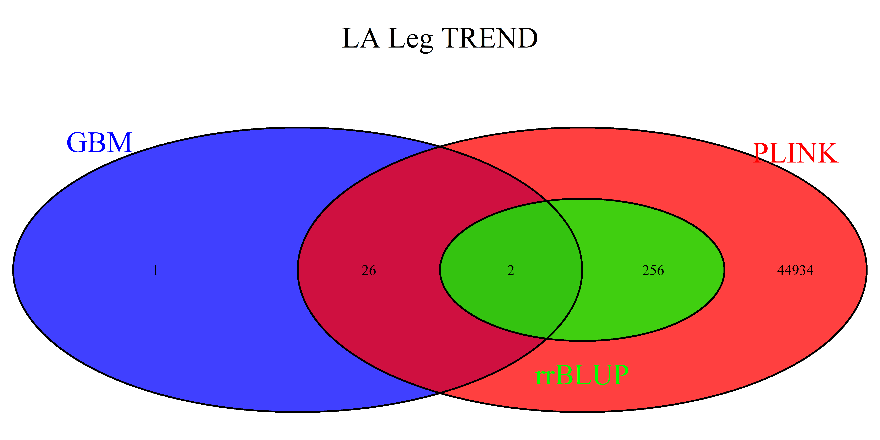 LA Leg TREND
GBM
PLINK
1
26
2
256
44934
rrBLUP